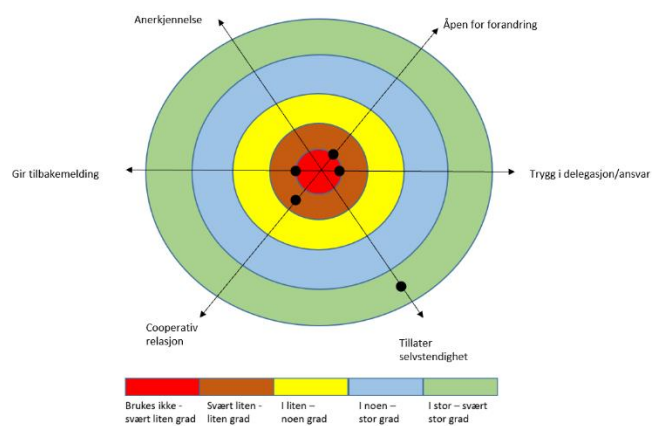 Anerkjennelse
Åpen for forandring
Gir tilbakemelding
Trygg i delegasjon/ansvar
Cooperativ
relasjon
Tillater
selvstendighet
Brukes ikke -
svært liten grad
Svært liten -
liten grad
I liten –
noen grad
I noen –
stor grad
I stor – svært
stor grad